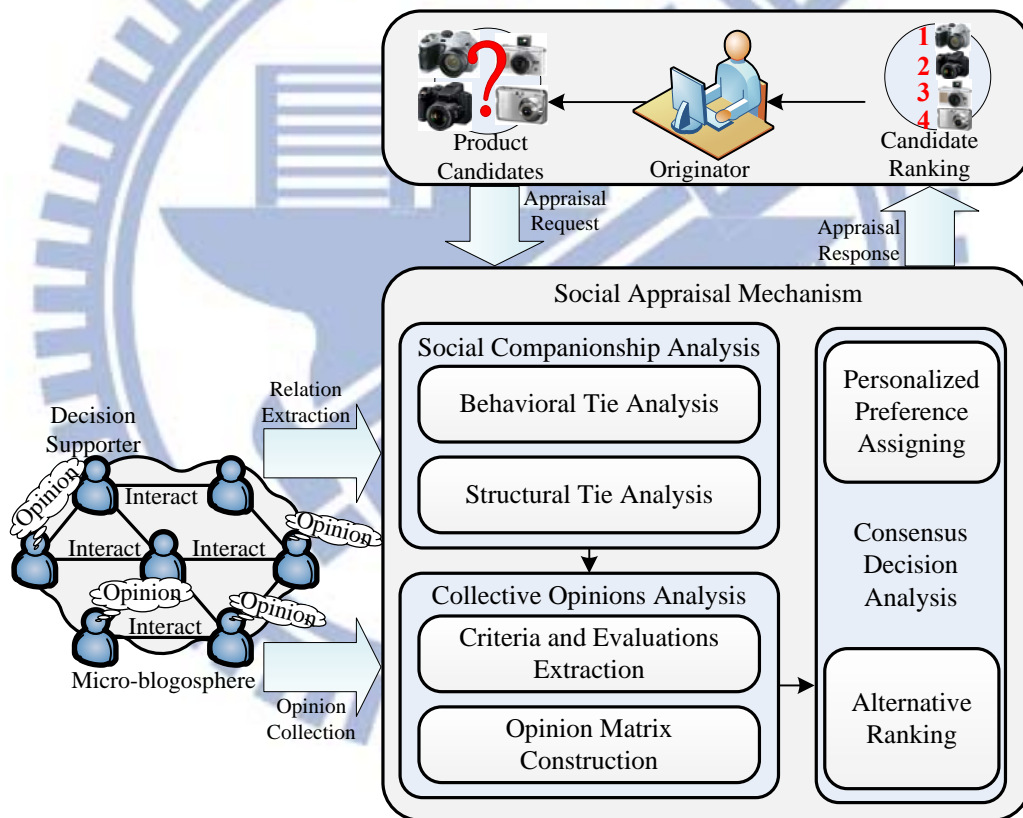 1
2
3
4
?
Product
Candidates
Originator
Candidate
Ranking
Appraisal
Request
Appraisal
Response
Social Appraisal Mechanism
Social Companionship Analysis
Behavioral Tie Analysis
Structural Tie Analysis
Personalized
Preference
Assigning
Consensus
Decision
Analysis
Alternative
Ranking
Collective Opinions Analysis
Criteria and Evaluations
Extraction
Opinion Matrix
Construction
Relation
Extraction
Decision
Supporter
Opinion
Interact
Opinion
Interact
Interact
Opinion
Opinion
Interact
Micro-blogosphere
Opinion
Collection